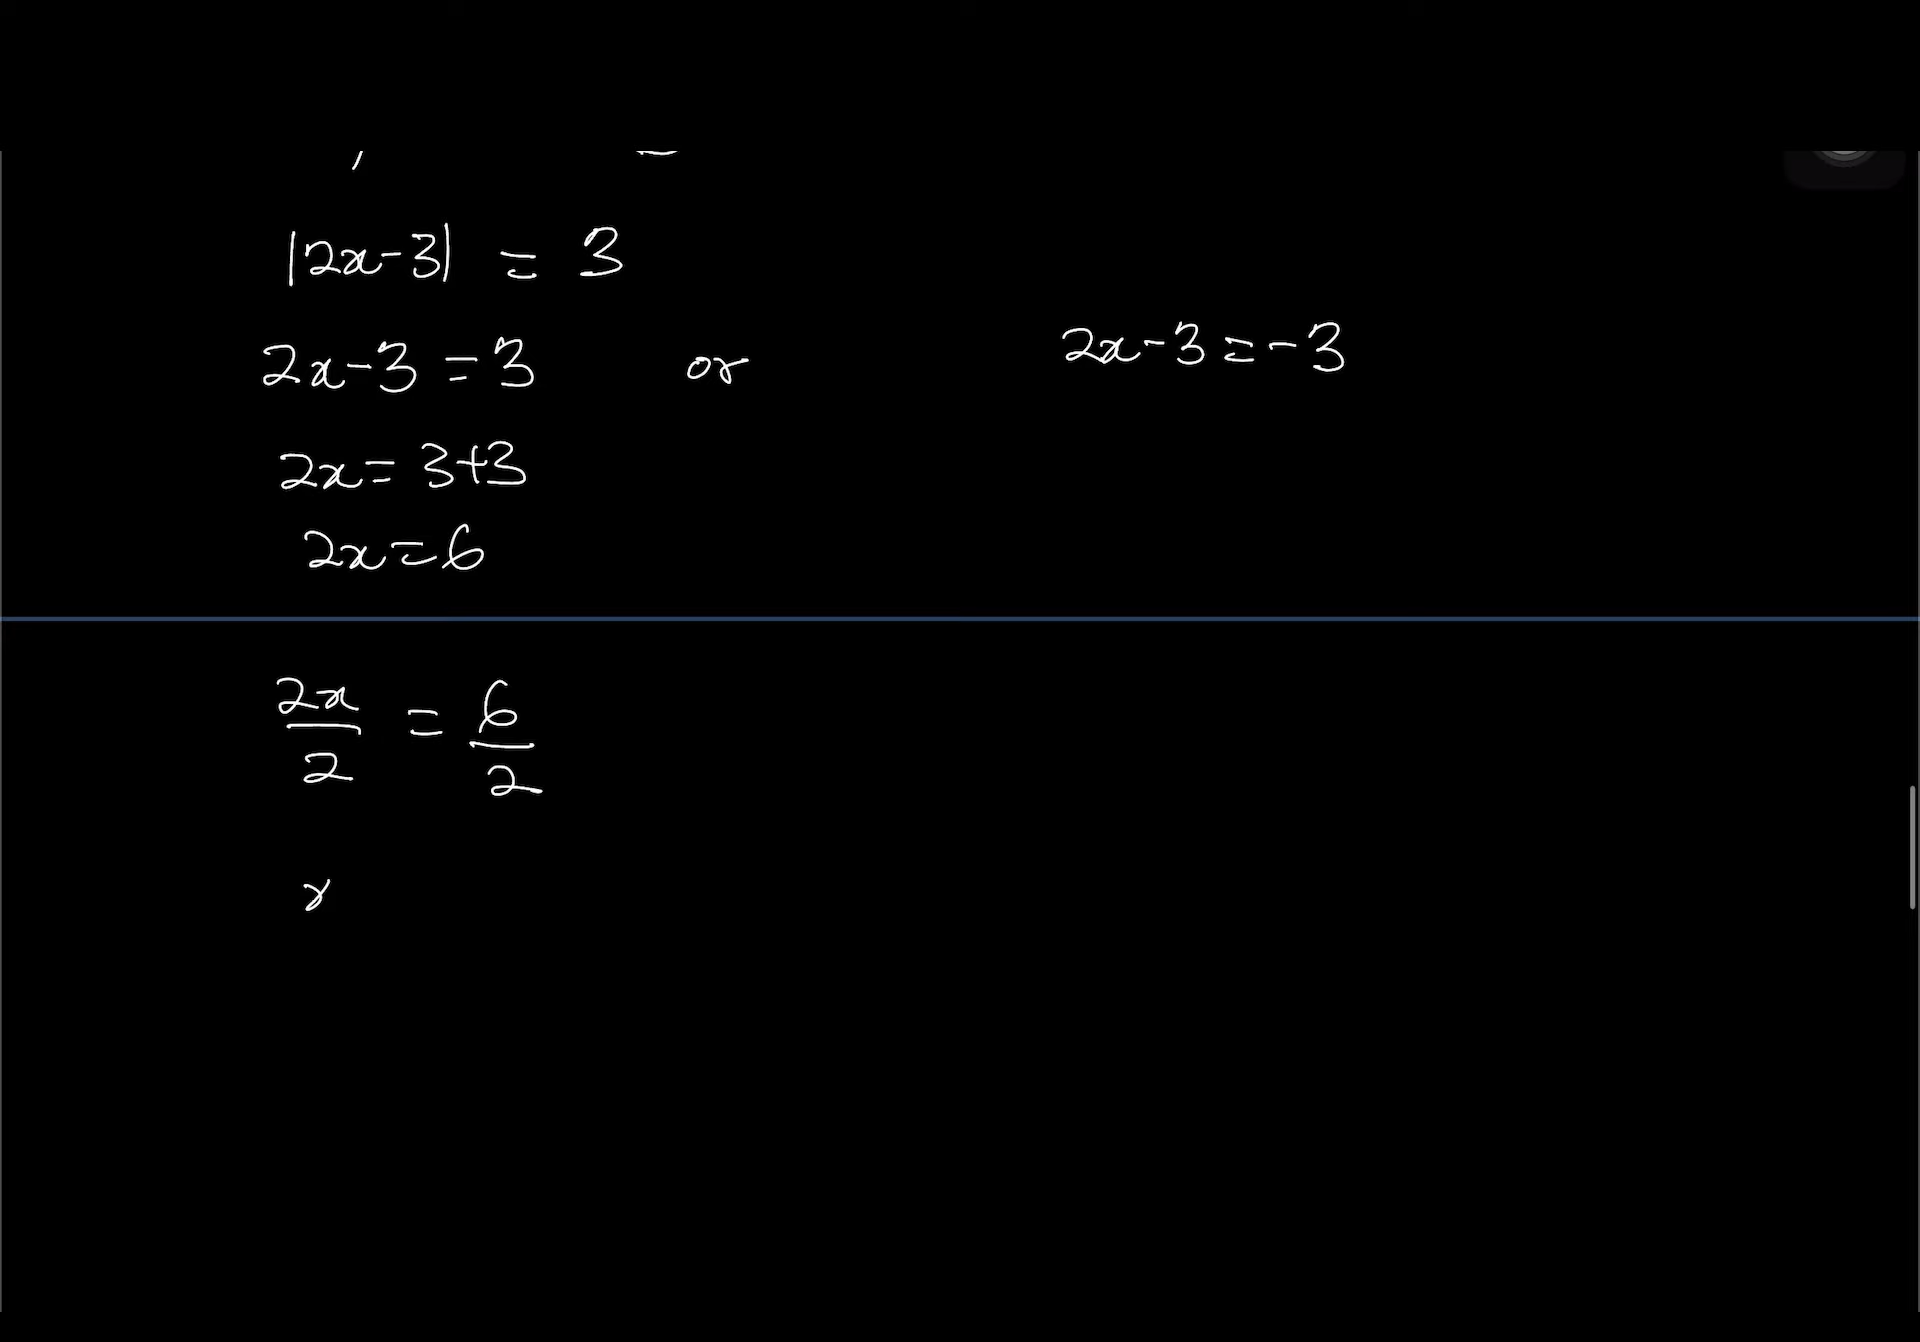 |2x-3| = 3
2x-3 = 3 or 2x-3 = -3
2x = 3+3
2x = 6
2x/2 = 6/2
x